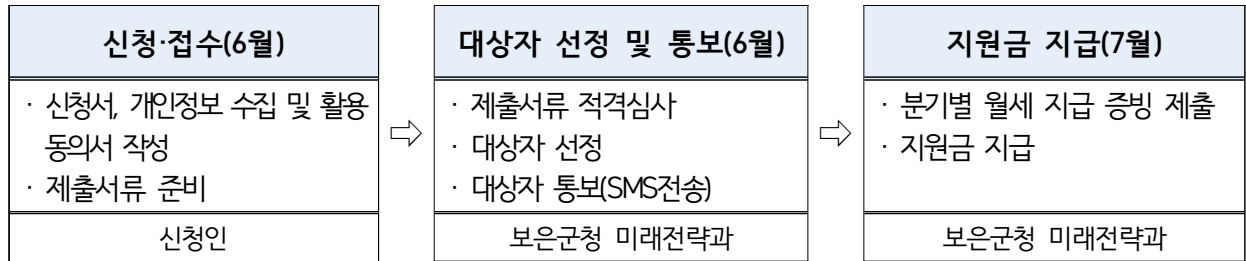 신청·접수(6월)
· 신청서, 개인정보 수집 및 활용
동의서 작성
· 제출서류 준비
신청인
⇨
대상자 선정 및 통보(6월)
· 제출서류 적격심사
· 대상자 선정
· 대상자 통보(SMS전송)
보은군청 미래전략과
⇨
지원금 지급(7월)
· 분기별 월세 지급 증빙 제출
· 지원금 지급
보은군청 미래전략과